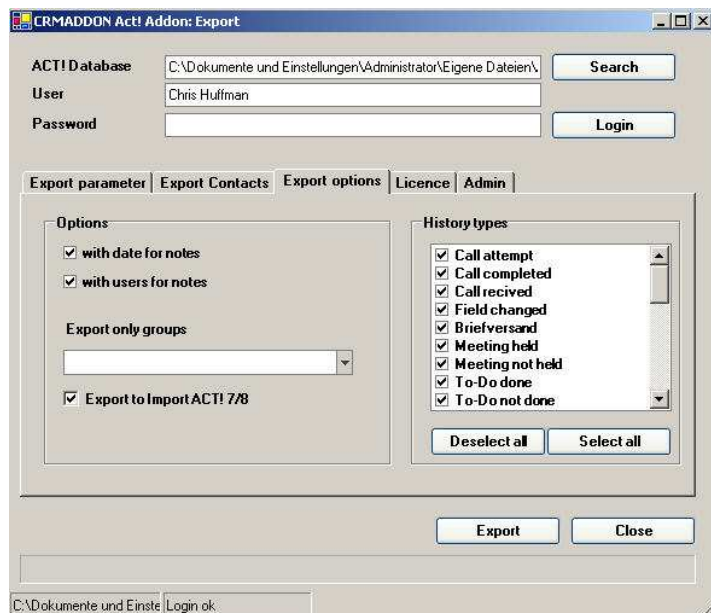 CRMADDON Act! Addon: Export
ACT! Database
C:\Dokumente und Einstellungen\Administrator\Eigene Dateien\
Search
User
Chris Huffman
Password
Login
Export parameter
Export Contacts
Export options
Licence
Admin
Options
with date for notes
with users for notes
Export only groups
Export to Import ACT! 7/8
History types
Call attempt
Call completed
Call recived
Field changed
Briefversand
Meeting held
Meeting not held
To-Do done
To-Do not done
Deselect all
Select all
Export
Close
C:\Dokumente und Einste
Login ok